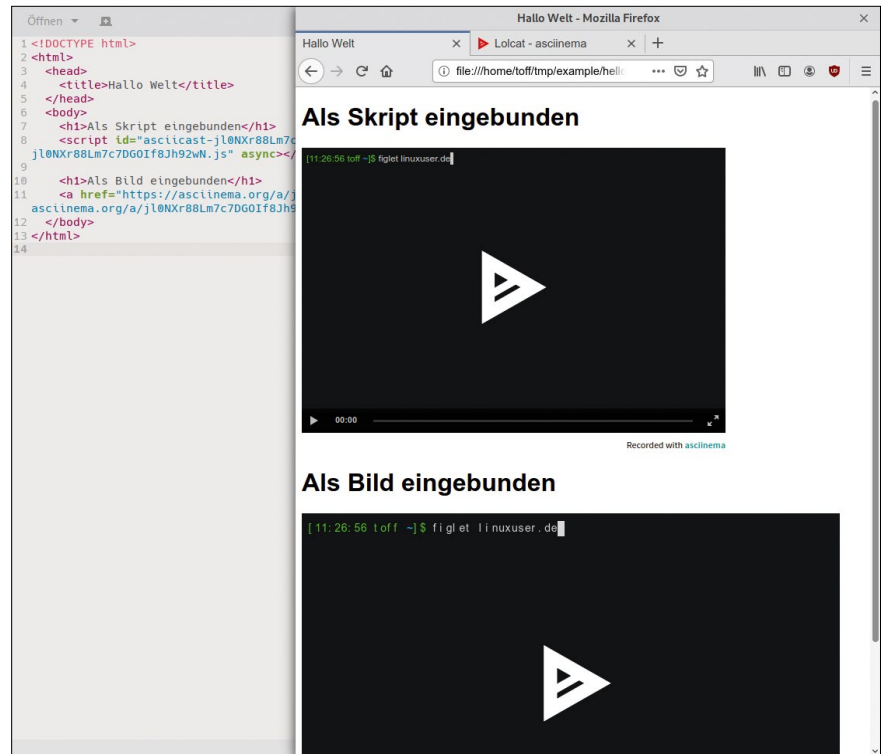 Öffnen
1 <!DOCTYPE html>
2 <html>
3 <head>
4 <title>Hallo Welt</title>
5 </head>
6 <body>
7 <h1>Als Skript eingebunden</h1>
8 <script id="asciicast-jl0NXr88Lm7c
jl0NXr88Lm7c7DGOIf8Jh92wN.js" async></
9
10 <h1>Als Bild eingebunden</h1>
11 <a href="https://asciinema.org/a/j
asciinema.org/a/jl0NXr88Lm7c7DGOIf8Jh9
12 </body>
13 </html>
14
Hallo Welt - Mozilla Firefox
Hallo Welt
Lolcat - asciinema
file:///home/toff/tmp/example/hell
Als Skript eingebunden
[11:26:56 toff ~]$ figlet linuxuser.de
00:00
Recorded with asciinema
Als Bild eingebunden
[11:26:56 toff ~]$ figlet linuxuser.de